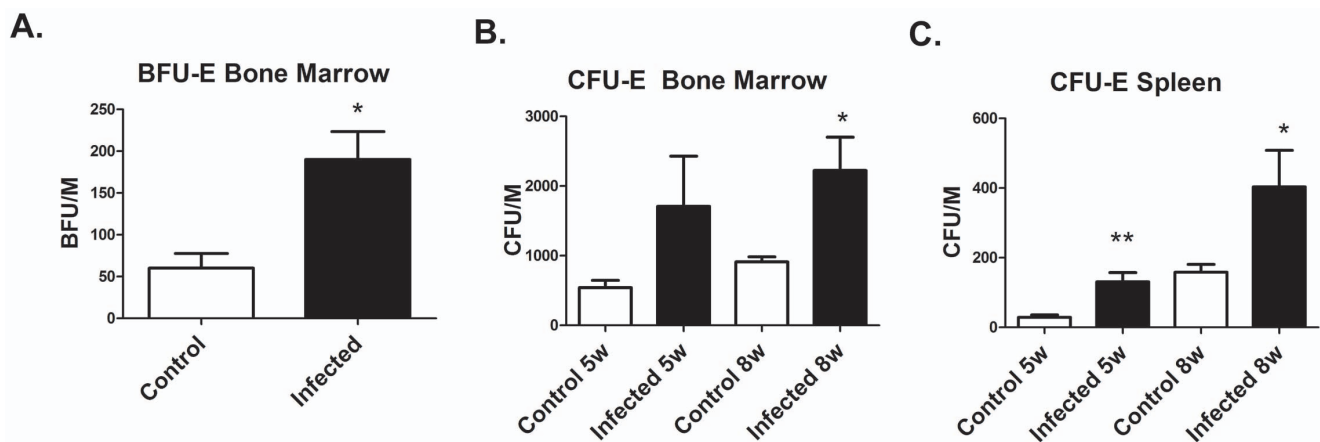 A.
BFU-E Bone Marrow
BFU/M
250
200
150
100
50
0
*
Control
Infected
B.
CFU-E Bone Marrow
CFU/M
3000
2000
1000
0
*
Control 5w
Infected 5w
Control 8w
Infected 8w
C.
CFU-E Spleen
CFU/M
600
400
200
0
**
*
Control 5w
Infected 5w
Control 8w
Infected 8w